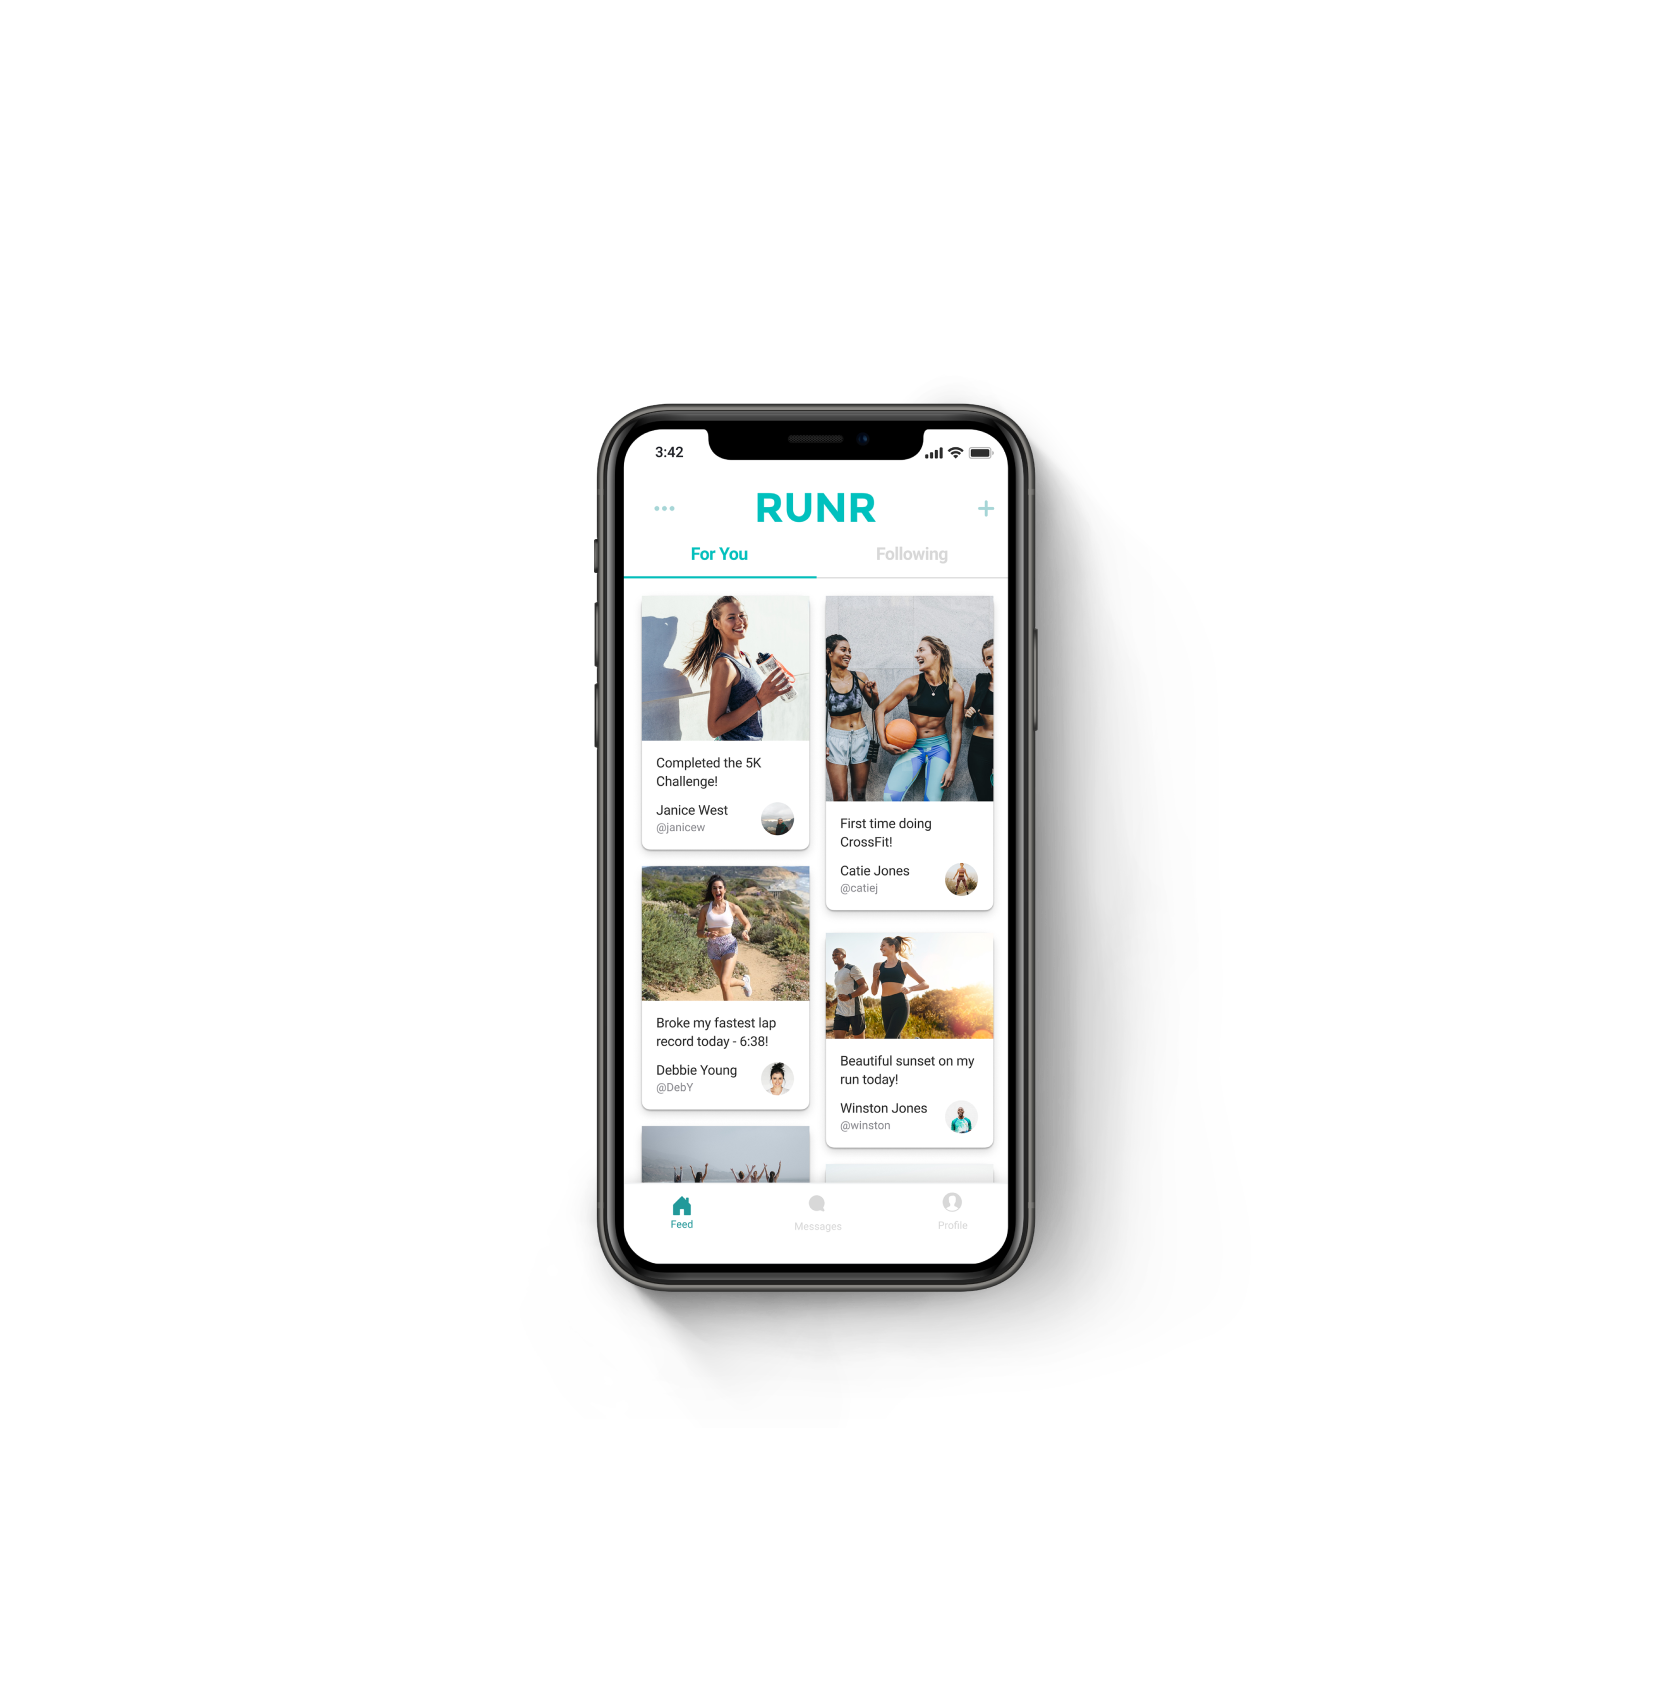 3:42
RUNR
For You
Following
Completed the 5K
Challenge!
Janice West
@janicew
First time doing
CrossFit!
Catie Jones
@catiej
Broke my fastest lap
record today - 6:38!
Debbie Young
@DebY
Beautiful sunset on my
run today!
Winston Jones
@winston
Feed
Messages
Profile